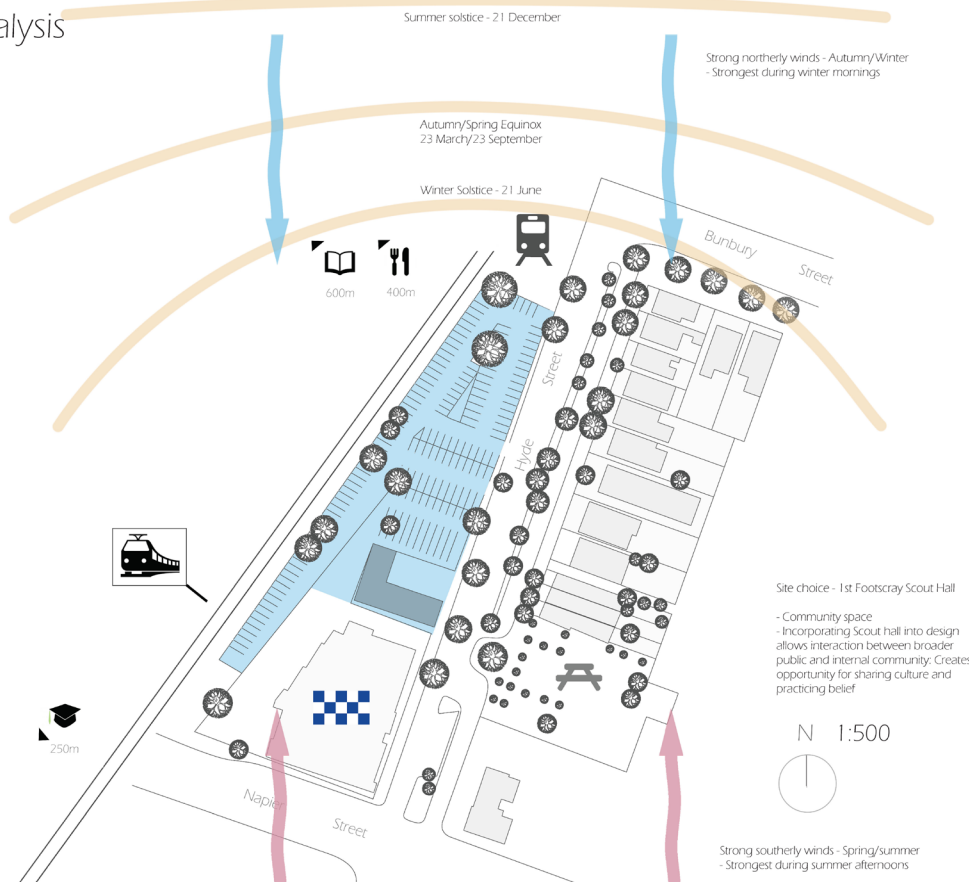 alysis
Summer solstice - 21 December
Strong northerly winds - Autumn/Winter
- Strongest during winter mornings
Autumn/Spring Equinox
23 March/23 September
Winter Solstice - 21 June
Bunbury
Street
600m
400m
Street
Hyde
Site choice - 1st Footscray Scout Hall
- Community space
- Incorporating Scout hall into design
allows interaction between broader
public and internal community: Creates
opportunity for sharing culture and
practicing belief
250m
N 1:500
Napier
Street
Strong southerly winds - Spring/summer
- Strongest during summer afternoons